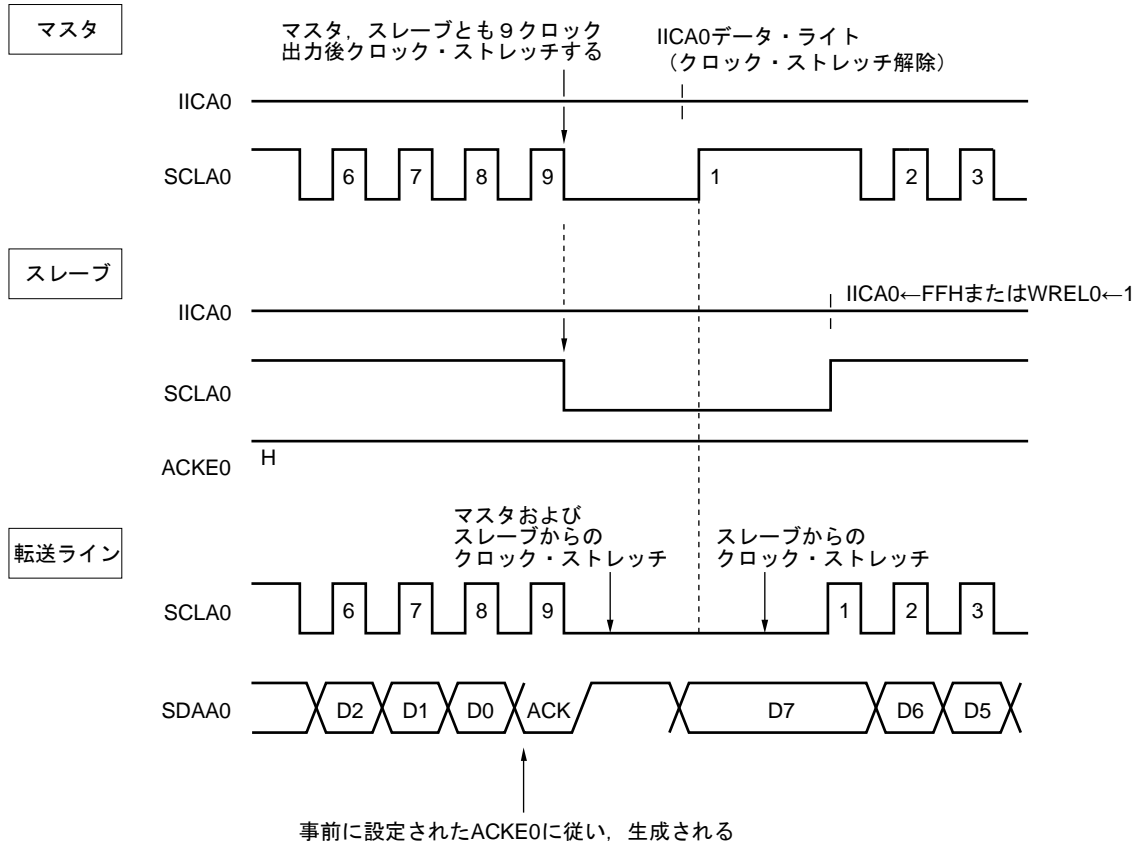 マスタ
マスタ，スレーブとも９クロック
出力後クロック・ストレッチする
IICA0データ・ライト
（クロック・ストレッチ解除）
IICA0
SCLA0
6 7 8 9 1 2 3
スレーブ
IICA0←FFHまたはWREL0←1
IICA0
SCLA0
ACKE0
H
転送ライン
マスタおよび
スレーブからの
クロック・ストレッチ
スレーブからの
クロック・ストレッチ
SCLA0
6 7 8 9 1 2 3
SDAA0
D2 D1 D0 ACK D7 D6 D5
事前に設定されたACKE0に従い，生成される